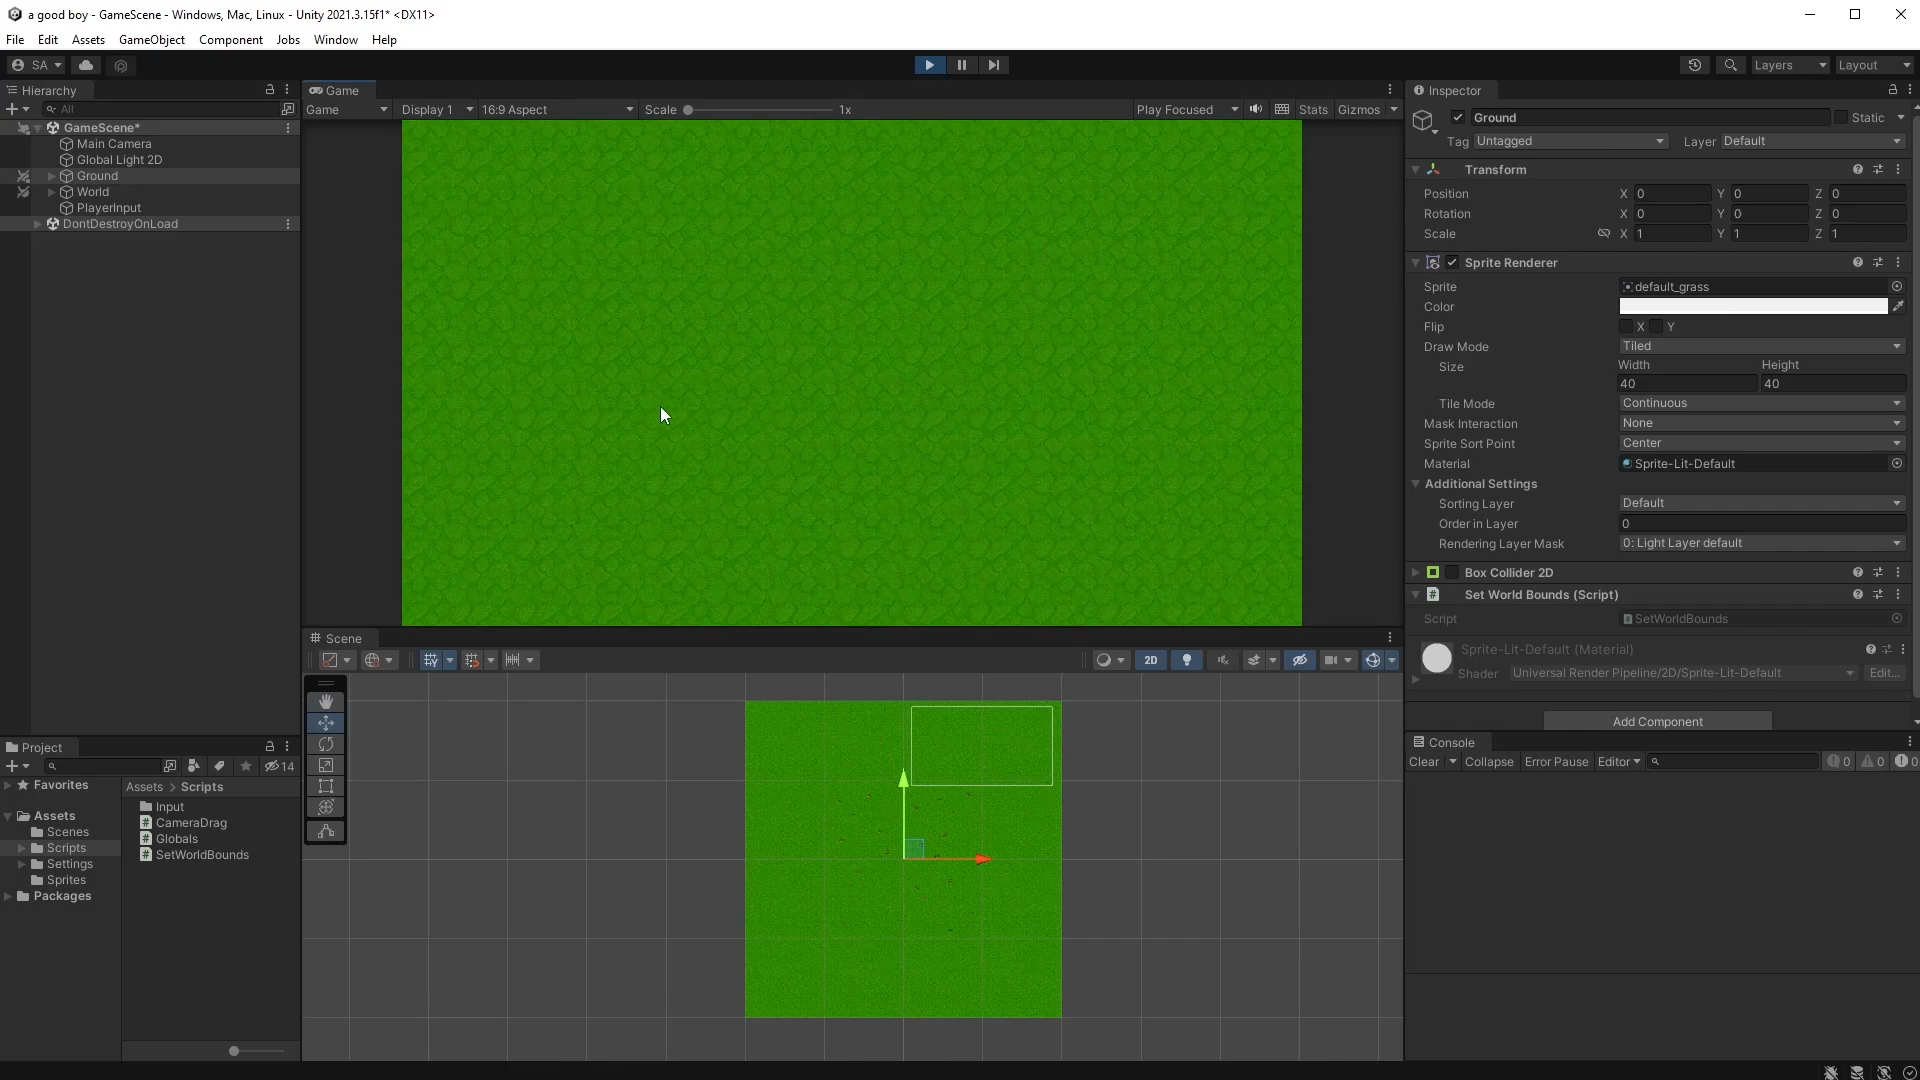 a good boy - GameScene - Windows, Mac, Linux - Unity 2021.3.15f1* <DX11>
File Edit Assets GameObject Component Jobs Window Help
SA
Layers Layout
Hierarchy
All
GameScene*
Main Camera
Global Light 2D
Ground
World
PlayerInput
DontDestroyOnLoad
Game
Game Display 1 16:9 Aspect Scale 1x Play Focused Stats Gizmos
Scene
2D
Project
14
Favorites
Assets
Scenes
Scripts
Settings
Sprites
Packages
Assets > Scripts
Input
CameraDrag
Globals
SetWorldBounds
Inspector
Ground Static
Tag Untagged Layer Default
Transform
Position X 0 Y 0 Z 0
Rotation X 0 Y 0 Z 0
Scale X 1 Y 1 Z 1
Sprite Renderer
Sprite default_grass
Color
Flip X Y
Draw Mode Tiled
Size Width Height
40 40
Tile Mode Continuous
Mask Interaction None
Sprite Sort Point Center
Material Sprite-Lit-Default
Additional Settings
Sorting Layer Default
Order in Layer 0
Rendering Layer Mask 0: Light Layer default
Box Collider 2D
# Set World Bounds (Script)
Script SetWorldBounds
Sprite-Lit-Default (Material)
Shader Universal Render Pipeline/2D/Sprite-Lit-Default Edit...
Add Component
Console
Clear Collapse Error Pause Editor 0 0 0